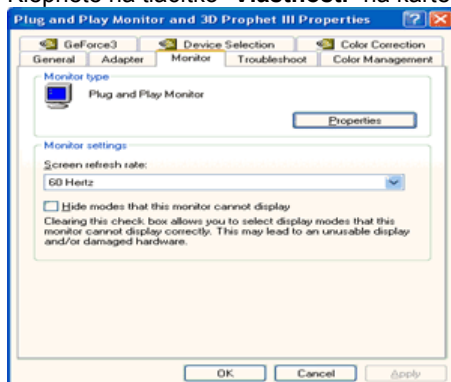 Klepněte na tlačítko "Vlastnosti" na kartě
Plug and Play Monitor and 3D Prophet III Properties
GeForce3 Device Selection Color Correction
General Adapter Monitor Troubleshoot Color Management
Monitor type
Plug and Play Monitor
Properties
Monitor settings
Screen refresh rate:
60 Hertz
Hide modes that this monitor cannot display
Clearing this check box allows you to select display modes that this
monitor cannot display correctly. This may lead to an unusable display
and/or damaged hardware.
OK Cancel Apply